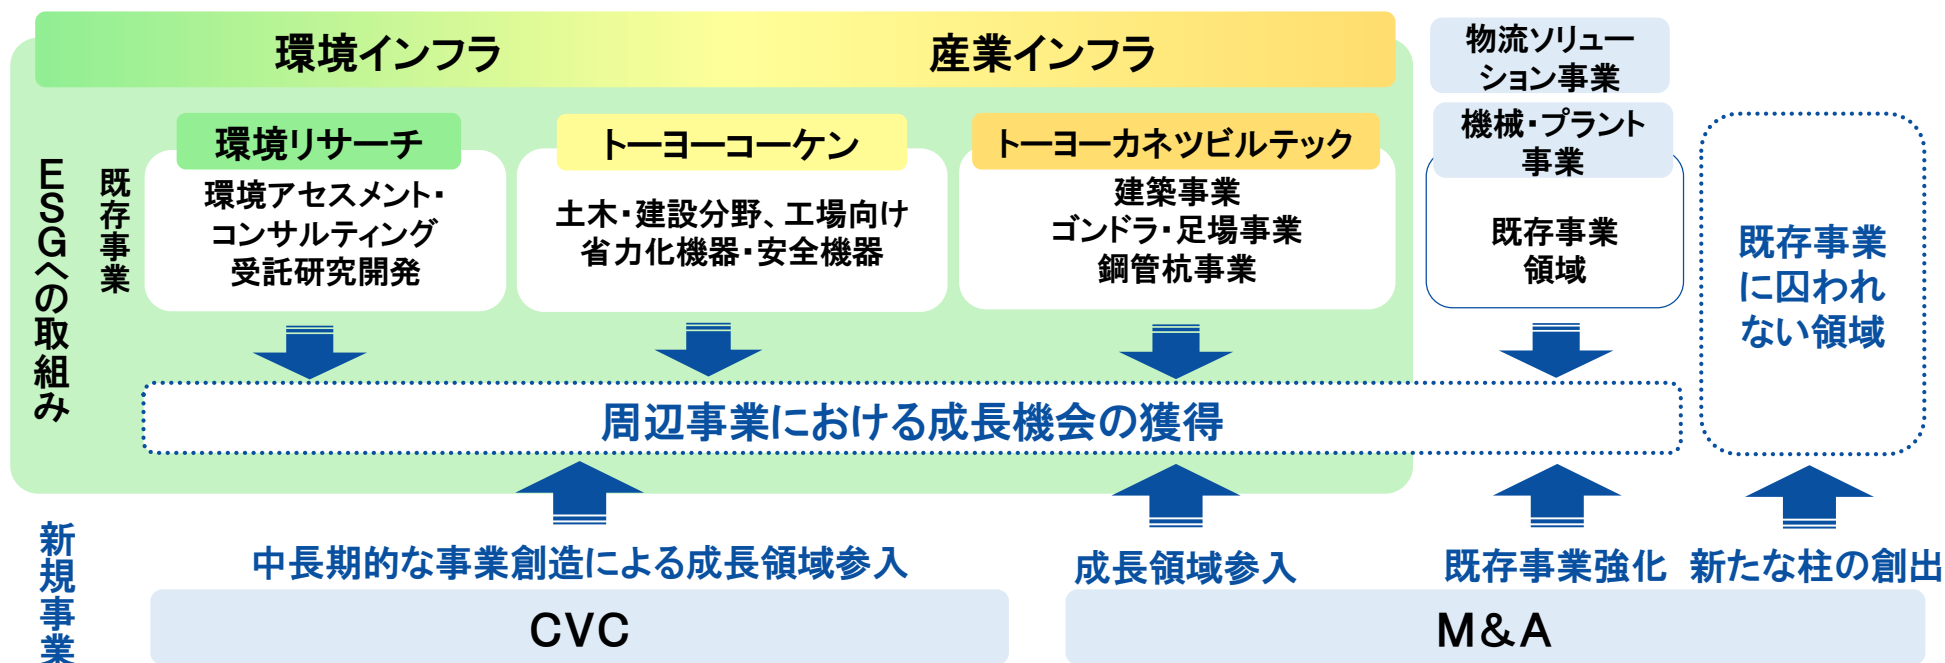 環境インフラ
産業インフラ
物流ソリュー
ション事業
ESGへの取組み
既存事業
環境リサーチ
環境アセスメント・
コンサルティング
受託研究開発
トーヨーコーケン
土木・建設分野、工場向け
省力化機器・安全機器
トーヨーカネツビルテック
建築事業
ゴンドラ・足場事業
鋼管杭事業
機械・プラント
事業
既存事業
領域
既存事業
に囚われ
ない領域
周辺事業における成長機会の獲得
新規事業
中長期的な事業創造による成長領域参入
成長領域参入
既存事業強化
新たな柱の創出
CVC
M&A